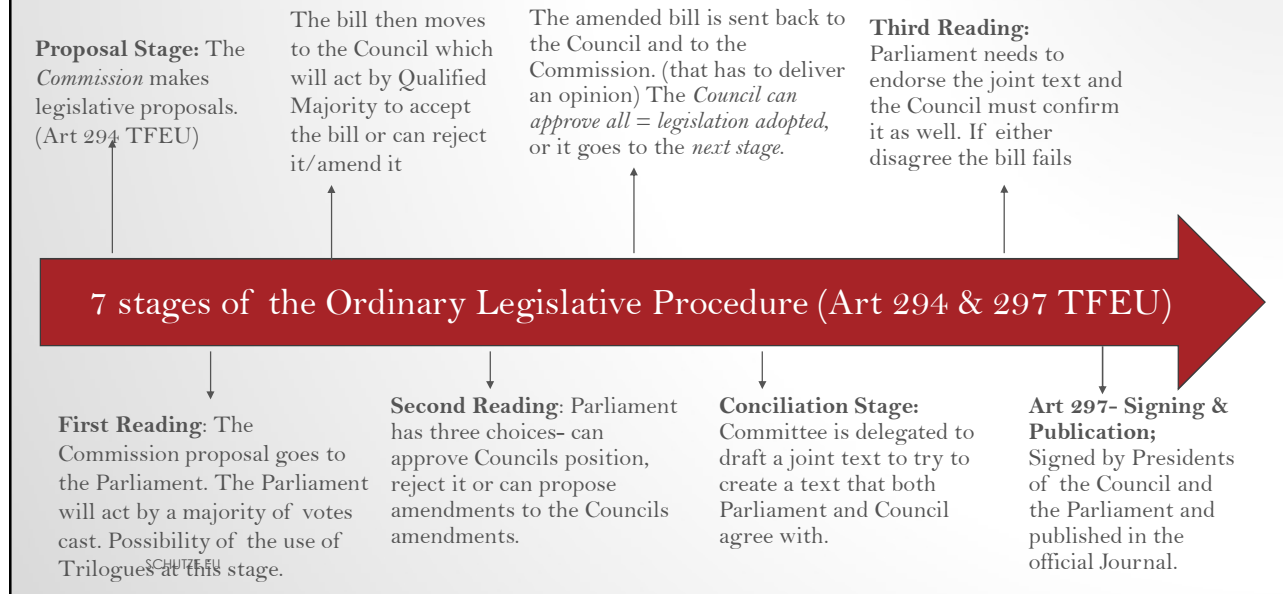 Proposal Stage: The
Commission makes
legislative proposals.
(Art 294 TFEU)
The bill then moves
to the Council which
will act by Qualified
Majority to accept
the bill or can reject
it/amend it
The amended bill is sent back to
the Council and to the
Commission. (that has to deliver
an opinion) The Council can
approve all = legislation adopted,
or it goes to the next stage.
Third Reading:
Parliament needs to
endorse the joint text and
the Council must confirm
it as well. If either
disagree the bill fails
7 stages of the Ordinary Legislative Procedure (Art 294 & 297 TFEU)
First Reading: The
Commission proposal goes to
the Parliament. The Parliament
will act by a majority of votes
cast. Possibility of the use of
Trilogues at this stage.
SCHUTZE EU
Second Reading: Parliament
has three choices- can
approve Councils position,
reject it or can propose
amendments to the Councils
amendments.
Conciliation Stage:
Committee is delegated to
draft a joint text to try to
create a text that both
Parliament and Council
agree with.
Art 297- Signing &
Publication;
Signed by Presidents
of the Council and
the Parliament and
published in the
official Journal.